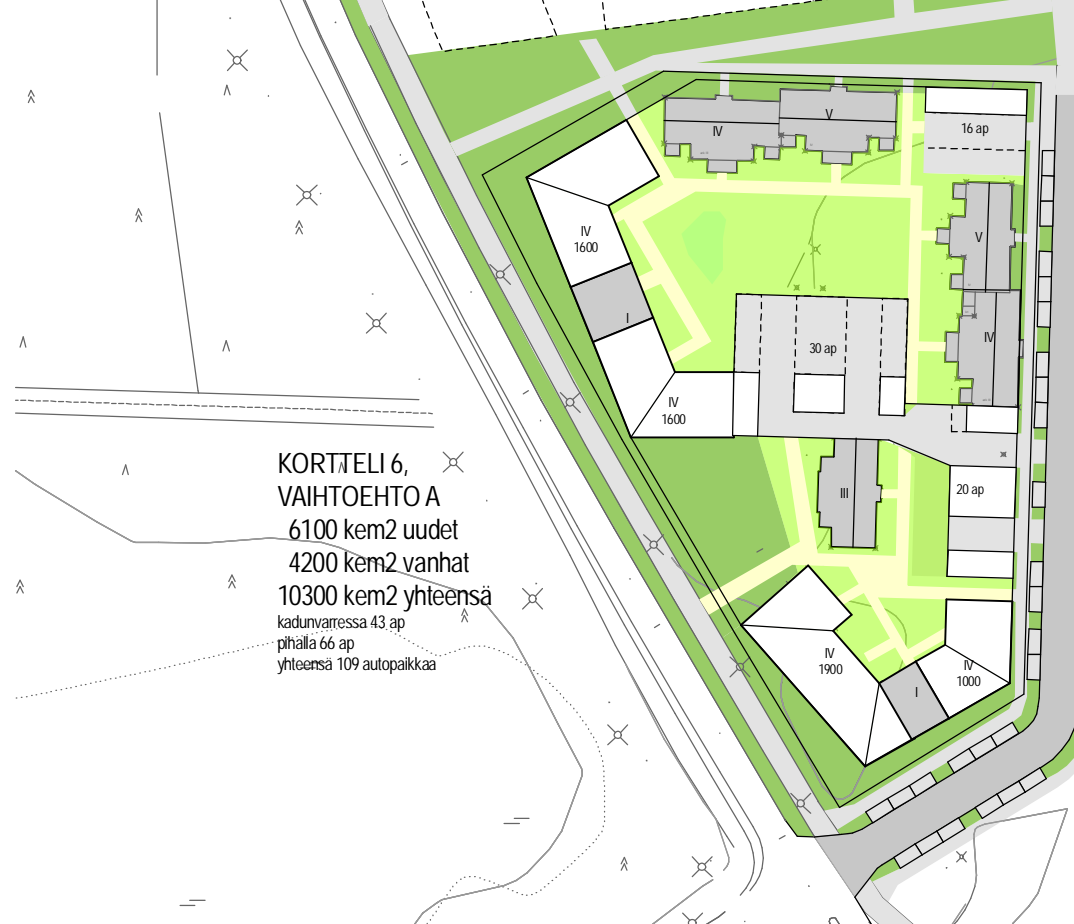 IV
V
16 ap
IV
1600
V
I
IV
30 ap
IV
1600
KORTTELI 6,
VAIHTOEHTO A
6100 kem2 uudet
4200 kem2 vanhat
10300 kem2 yhteensä
kadunvarressa 43 ap
pihalla 66 ap
yhteensä 109 autopaikkaa
III
20 ap
IV
1900
IV
1000
I